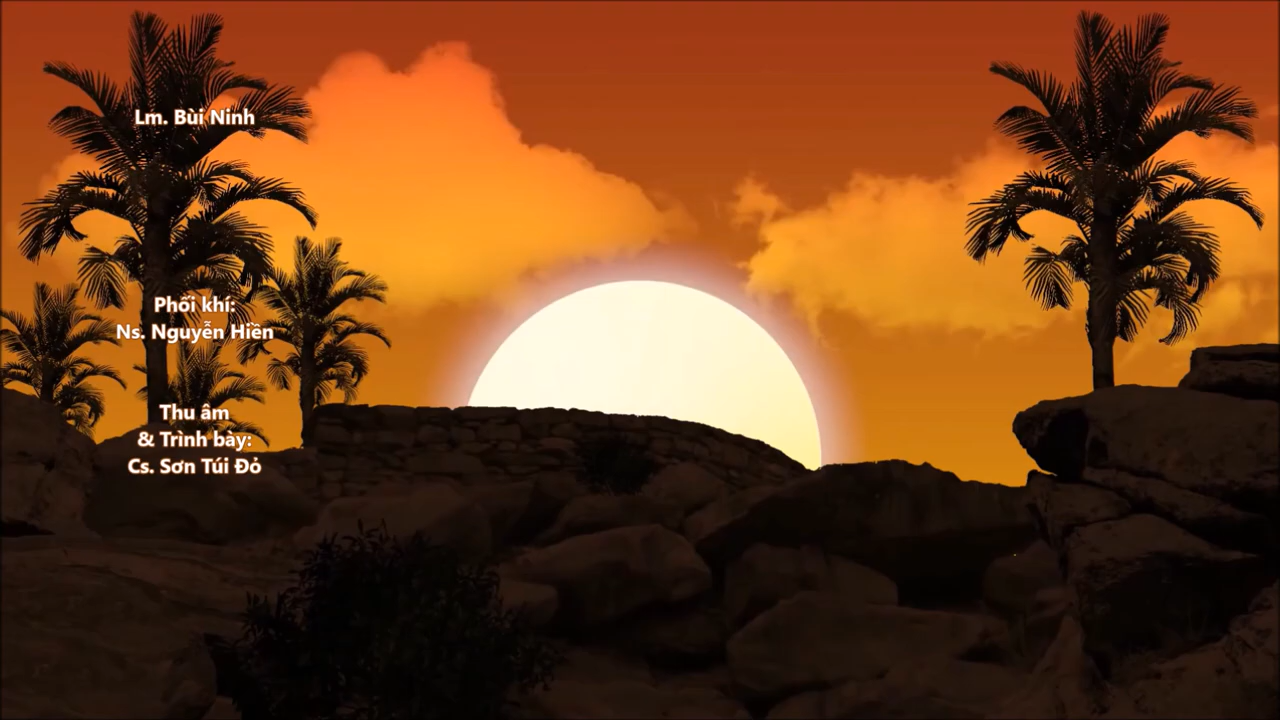 Lm. Bùi Ninh
Phối khí:
Ns. Nguyễn Hiền
Thu âm
& Trình bày:
Cs. Sơn Túi Đỏ